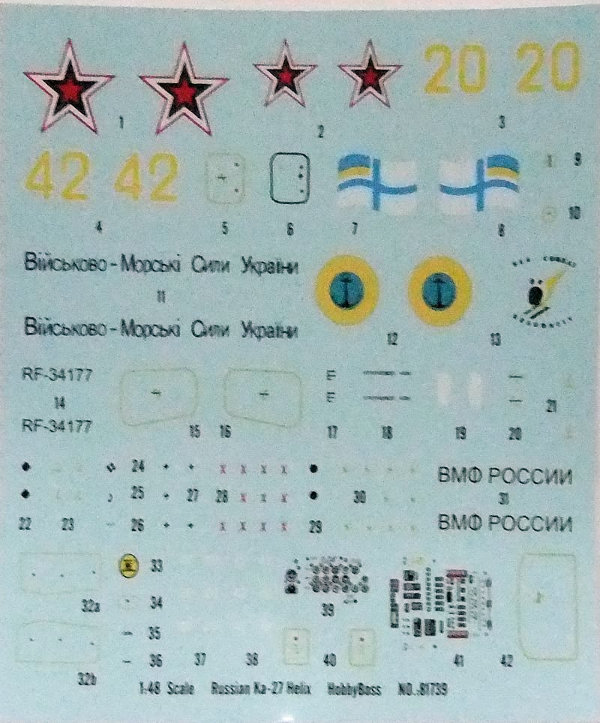 20 20
1 2 3
42 42
9
10
4 5 6 7 8
Військово-Морські Сили України
11
Військово-Морські Сили України
12 13
RF-34177
14
RF-34177
15 16 17 18 19 20 21
24
ВМФ РОССИИ
25 27 28 30 31
ВМФ РОССИИ
22 23 26 29
33
32a 34 39
35
32b 36 37 38 40 41 42
1:48 Scale Russian Ka-27 Helix HobbyBoss NO.:81739